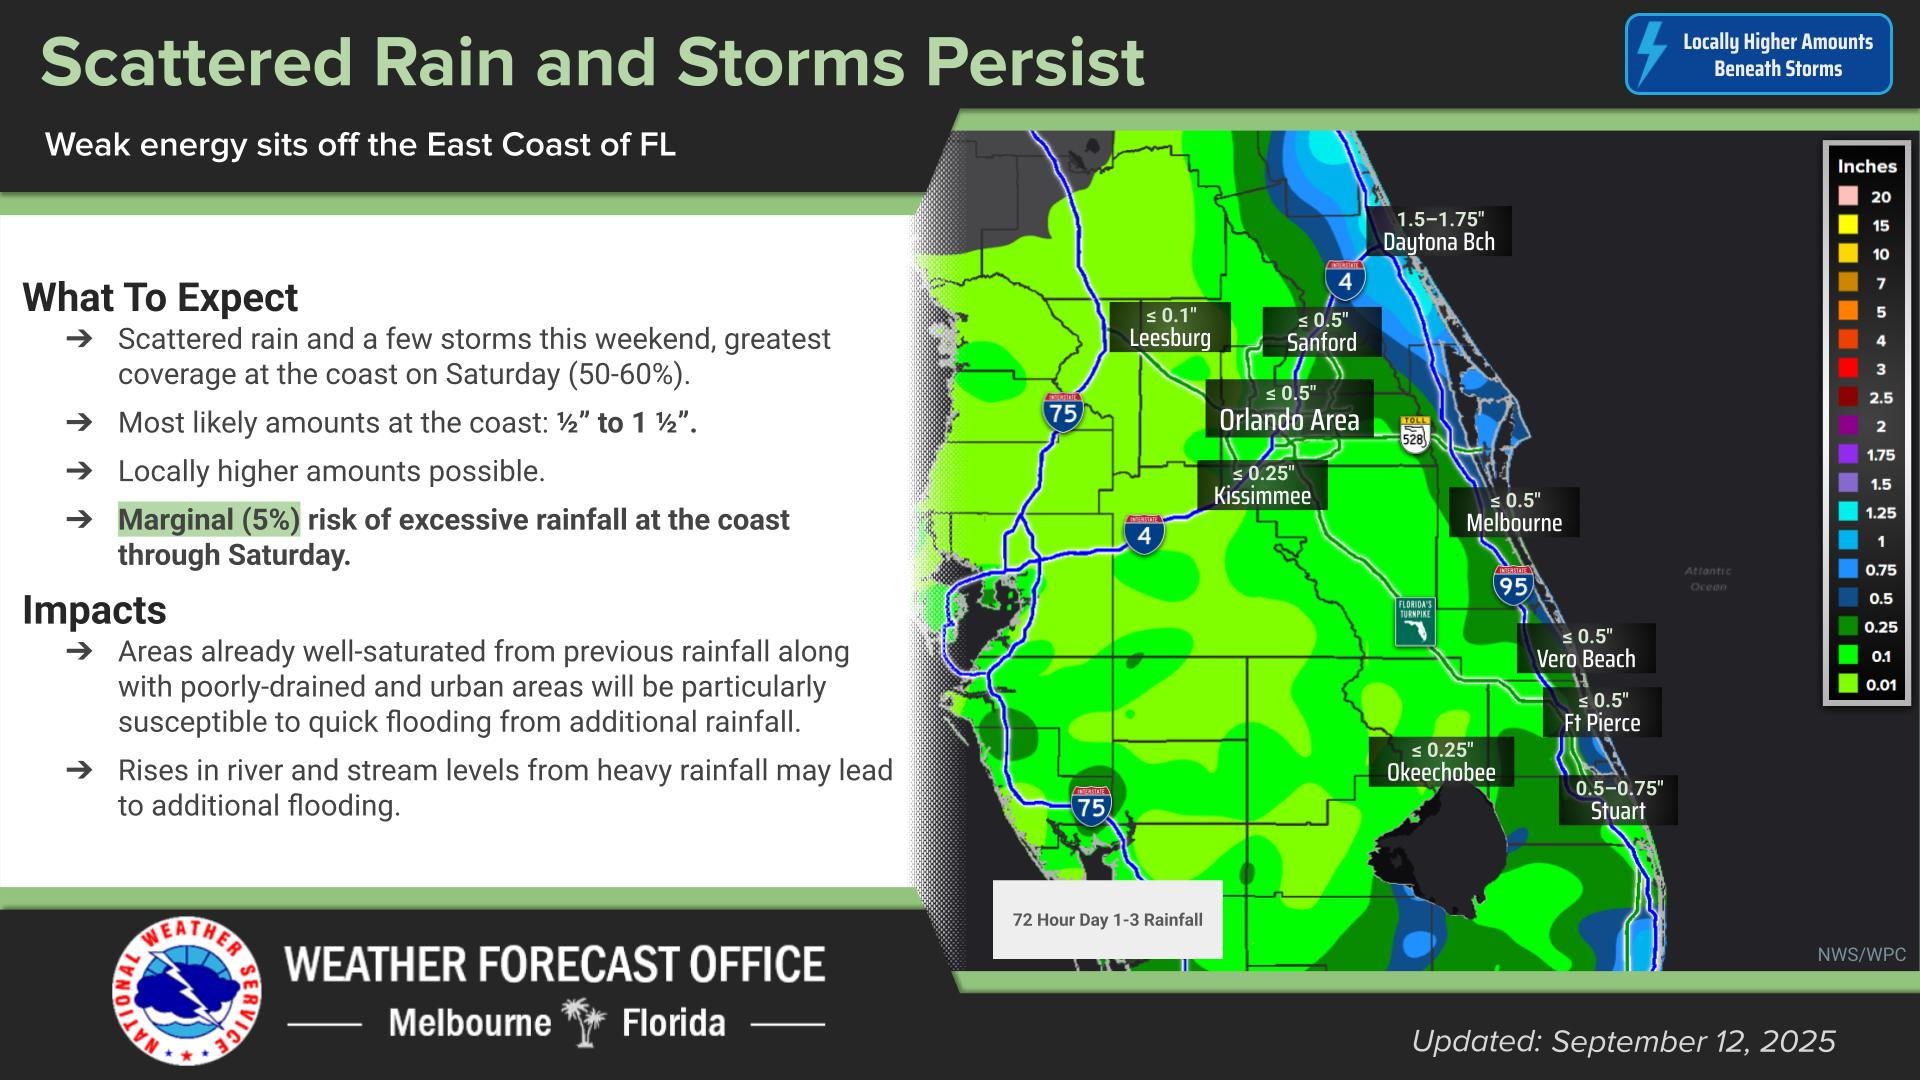 Scattered Rain and Storms Persist
Locally Higher Amounts
Beneath Storms
Weak energy sits off the East Coast of FL
What To Expect
➔ Scattered rain and a few storms this weekend, greatest
coverage at the coast on Saturday (50-60%).
➔ Most likely amounts at the coast: ½” to 1 ½”.
➔ Locally higher amounts possible.
➔ Marginal (5%) risk of excessive rainfall at the coast
through Saturday.
Impacts
➔ Areas already well-saturated from previous rainfall along
with poorly-drained and urban areas will be particularly
susceptible to quick flooding from additional rainfall.
➔ Rises in river and stream levels from heavy rainfall may lead
to additional flooding.
1.5–1.75"
Daytona Bch
INTERSTATE
4
≤ 0.1"
Leesburg
≤ 0.5"
Sanford
≤ 0.5"
Orlando Area
INTERSTATE
75
TOLL
528
≤ 0.25"
Kissimmee
≤ 0.5"
Melbourne
INTERSTATE
4
INTERSTATE
95
Atlantic
Ocean
FLORIDA'S
TURNPIKE
≤ 0.5"
Vero Beach
≤ 0.5"
Ft Pierce
≤ 0.25"
Okeechobee
0.5–0.75"
Stuart
INTERSTATE
75
72 Hour Day 1-3 Rainfall
NWS/WPC
Inches
20
15
10
7
5
4
3
2.5
2
1.75
1.5
1.25
1
0.75
0.5
0.25
0.1
0.01
NATIONAL WEATHER SERVICE
WEATHER FORECAST OFFICE
Melbourne Florida
Updated: September 12, 2025